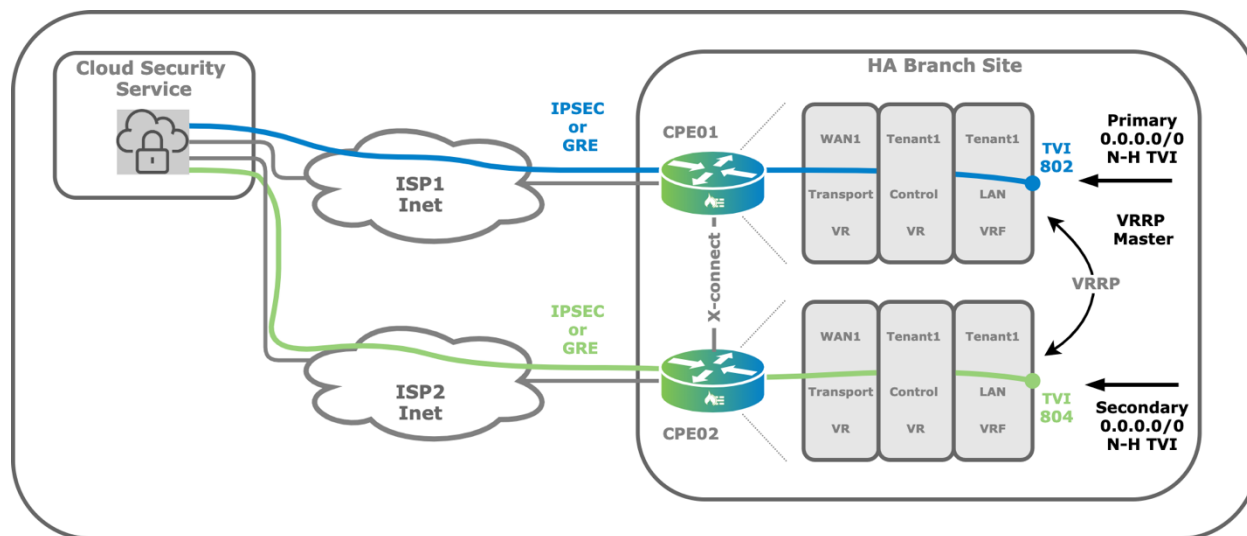 Cloud Security
Service
IPSEC
or
GRE
ISP1
Inet
IPSEC
or
GRE
ISP2
Inet
HA Branch Site
CPE01
WAN1
Transport
VR
Tenant1
Control
VR
Tenant1
LAN
VRF
TVI
802
Primary
0.0.0.0/0
N-H TVI
VRRP
Master
X-connect
VRRP
CPE02
WAN1
Transport
VR
Tenant1
Control
VR
Tenant1
LAN
VRF
TVI
804
Secondary
0.0.0.0/0
N-H TVI